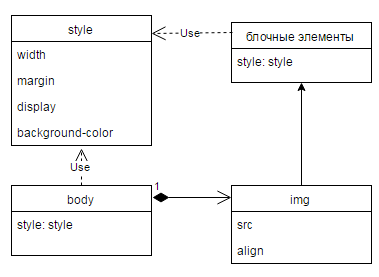 style
width
margin
display
background-color
Use
блочные элементы
style: style
Use
body
style: style
1
img
src
align